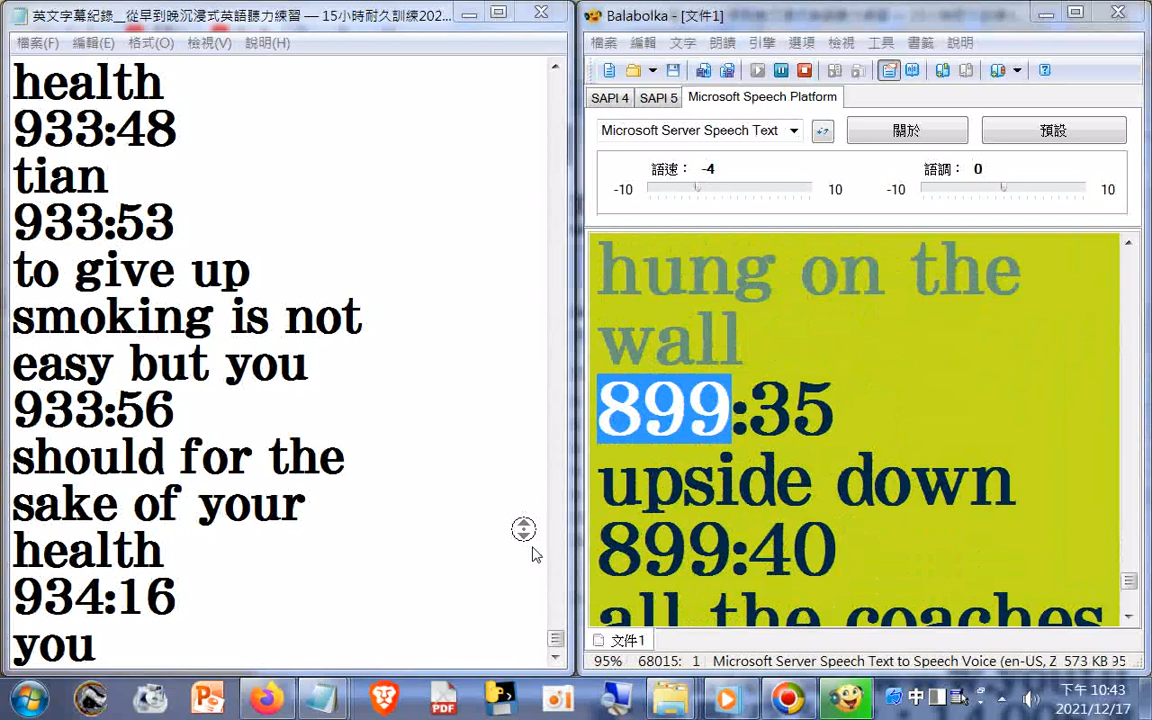 英文字幕紀錄__從早到晚沉浸式英語聽力練習 — 15小時耐久訓練202...
檔案(F) 編輯(E) 格式(O) 檢視(V) 說明(H)
health
933:48
tian
933:53
to give up
smoking is not
easy but you
933:56
should for the
sake of your
health
934:16
you
Balabolka - [文件1]
檔案 編輯 文字 朗讀 引擎 選項 檢視 工具 書籤 說明
SAPI 4 SAPI 5 Microsoft Speech Platform
Microsoft Server Speech Text 關於 預設
語速： -4 語調： 0
-10 10 -10 10
hung on the
wall
899:35
upside down
899:40
all the coaches
文件1
95% 68015: 1 Microsoft Server Speech Text to Speech Voice (en-US, Z 573 KB 95
PDF 中 下午 10:43
2021/12/17